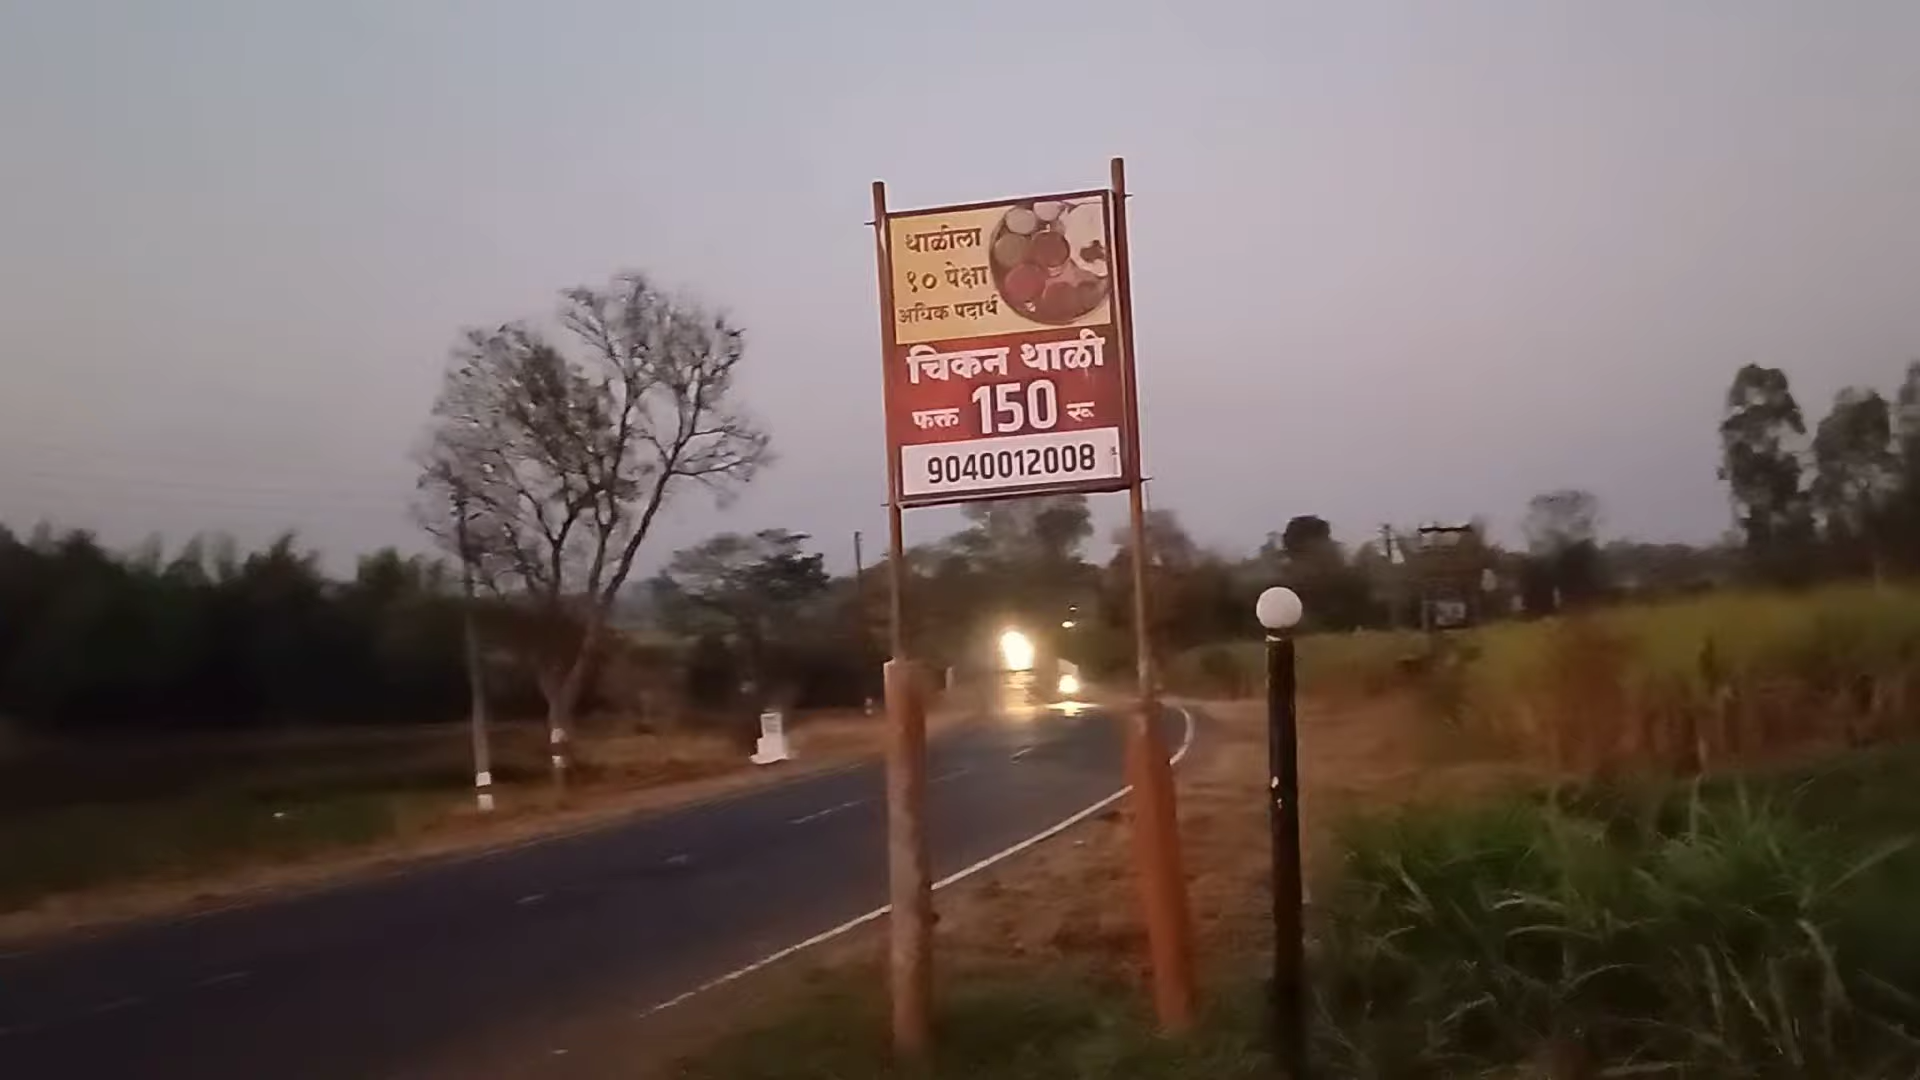 थाळीला
१० पेक्षा
अधिक पदार्थ
चिकन थाळी
फक्त 150 रू
9040012008